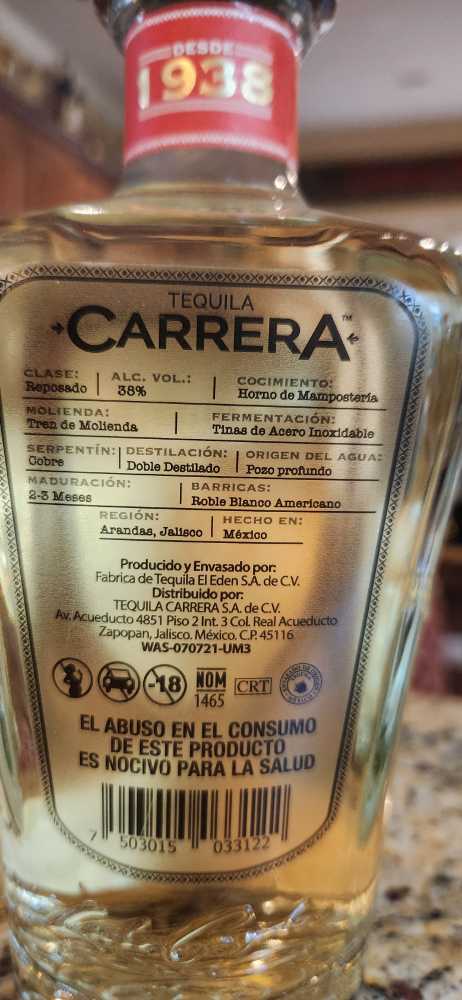 DESDE
1938
TEQUILA
CARRERA™
CLASE: ALC. VOL.: COCIMIENTO:
Reposado 38% Horno de Mampostería
MOLIENDA: FERMENTACIÓN:
Tren de Molienda Tinas de Acero Inoxidable
SERPENTÍN: DESTILACIÓN: ORIGEN DEL AGUA:
Cobre Doble Destilado Pozo profundo
MADURACIÓN: BARRICAS:
2-3 Meses Roble Blanco Americano
REGIÓN: HECHO EN:
Arandas, Jalisco México
Producido y Envasado por:
Fabrica de Tequila El Eden S.A. de C.V.
Distribuido por:
TEQUILA CARRERA S.A. de C.V.
Av. Acueducto 4851 Piso 2 Int. 3 Col. Real Acueducto
Zapopan, Jalisco. México. C.P. 45116
WAS-070721-UM3
-18 NOM CRT
1465
EL ABUSO EN EL CONSUMO
DE ESTE PRODUCTO
ES NOCIVO PARA LA SALUD
7 503015 033122